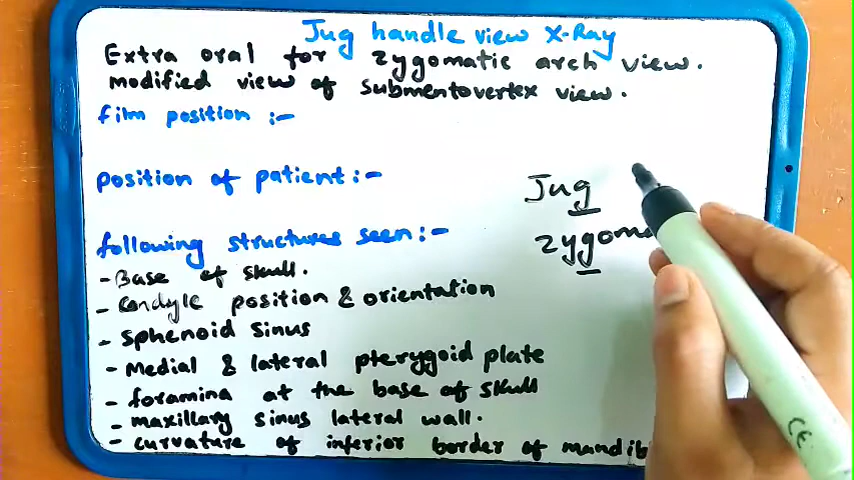 Jug handle view X-Ray
Extra oral for zygomatic arch view.
modified view of submentovertex view.
film position :-
position of patient :-
Jug
zygoma
following structures seen :-
- Base of skull.
- Condyle position & orientation
- sphenoid sinus
- Medial & lateral pterygoid plate
- foramina at the base of skull
- maxillary sinus lateral wall.
- curvature of inferior border of mandib
CE